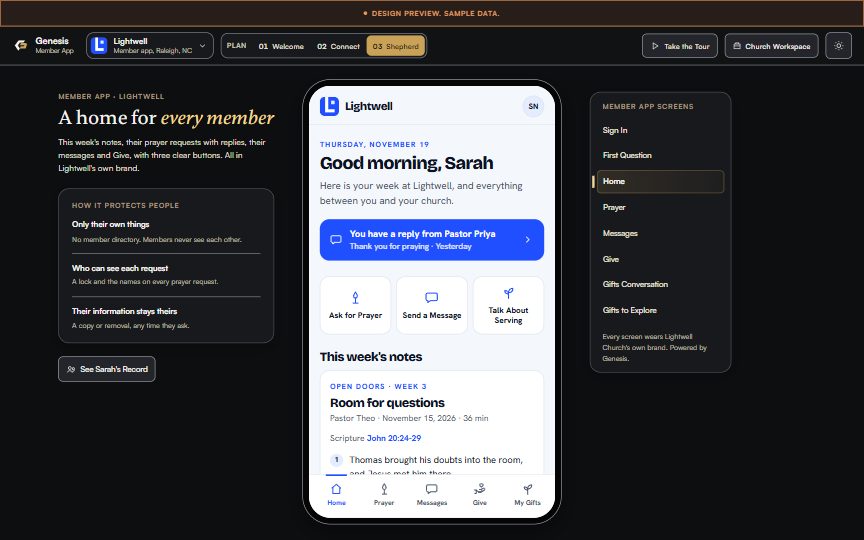 DESIGN PREVIEW. SAMPLE DATA.
Genesis
Member App
Lightwell
Member app, Raleigh, NC
PLAN
01 Welcome
02 Connect
03 Shepherd
Take the Tour
Church Workspace
MEMBER APP · LIGHTWELL
A home for every member
This week's notes, their prayer requests with replies, their
messages and Give, with three clear buttons. All in
Lightwell's own brand.
HOW IT PROTECTS PEOPLE
Only their own things
No member directory. Members never see each other.
Who can see each request
A lock and the names on every prayer request.
Their information stays theirs
A copy or removal, any time they ask.
See Sarah's Record
Lightwell
SN
THURSDAY, NOVEMBER 19
Good morning, Sarah
Here is your week at Lightwell, and everything
between you and your church.
You have a reply from Pastor Priya
Thank you for praying · Yesterday
Ask for Prayer
Send a Message
Talk About
Serving
This week's notes
OPEN DOORS · WEEK 3
Room for questions
Pastor Theo · November 15, 2026 · 36 min
Scripture John 20:24-29
1 Thomas brought his doubts into the room,
and Jesus met him there.
Home
Prayer
Messages
Give
My Gifts
MEMBER APP SCREENS
Sign In
First Question
Home
Prayer
Messages
Give
Gifts Conversation
Gifts to Explore
Every screen wears Lightwell
Church's own brand. Powered by
Genesis.